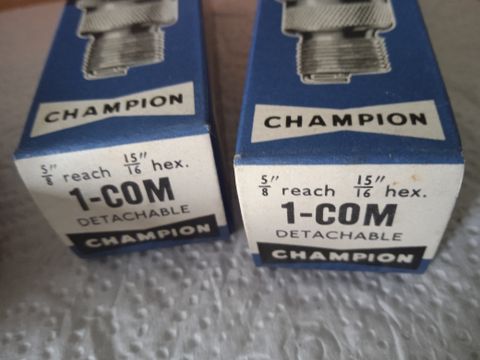 CHAMPION
5/8" reach 15/16" hex.
1-COM
DETACHABLE
CHAMPION
CHAMPION
5/8" reach 15/16" hex.
1-COM
DETACHABLE
CHAMPION